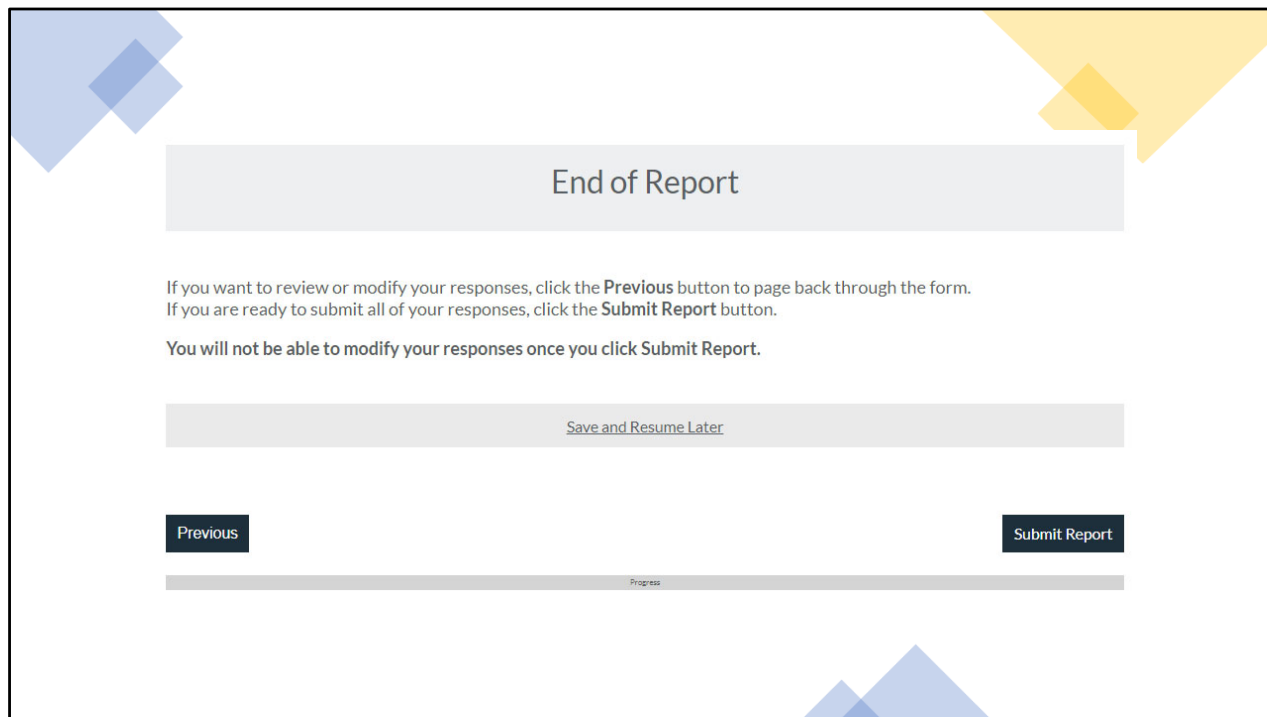 End of Report
If you want to review or modify your responses, click the Previous button to page back through the form.
If you are ready to submit all of your responses, click the Submit Report button.
You will not be able to modify your responses once you click Submit Report.
Save and Resume Later
Previous
Submit Report
Progress